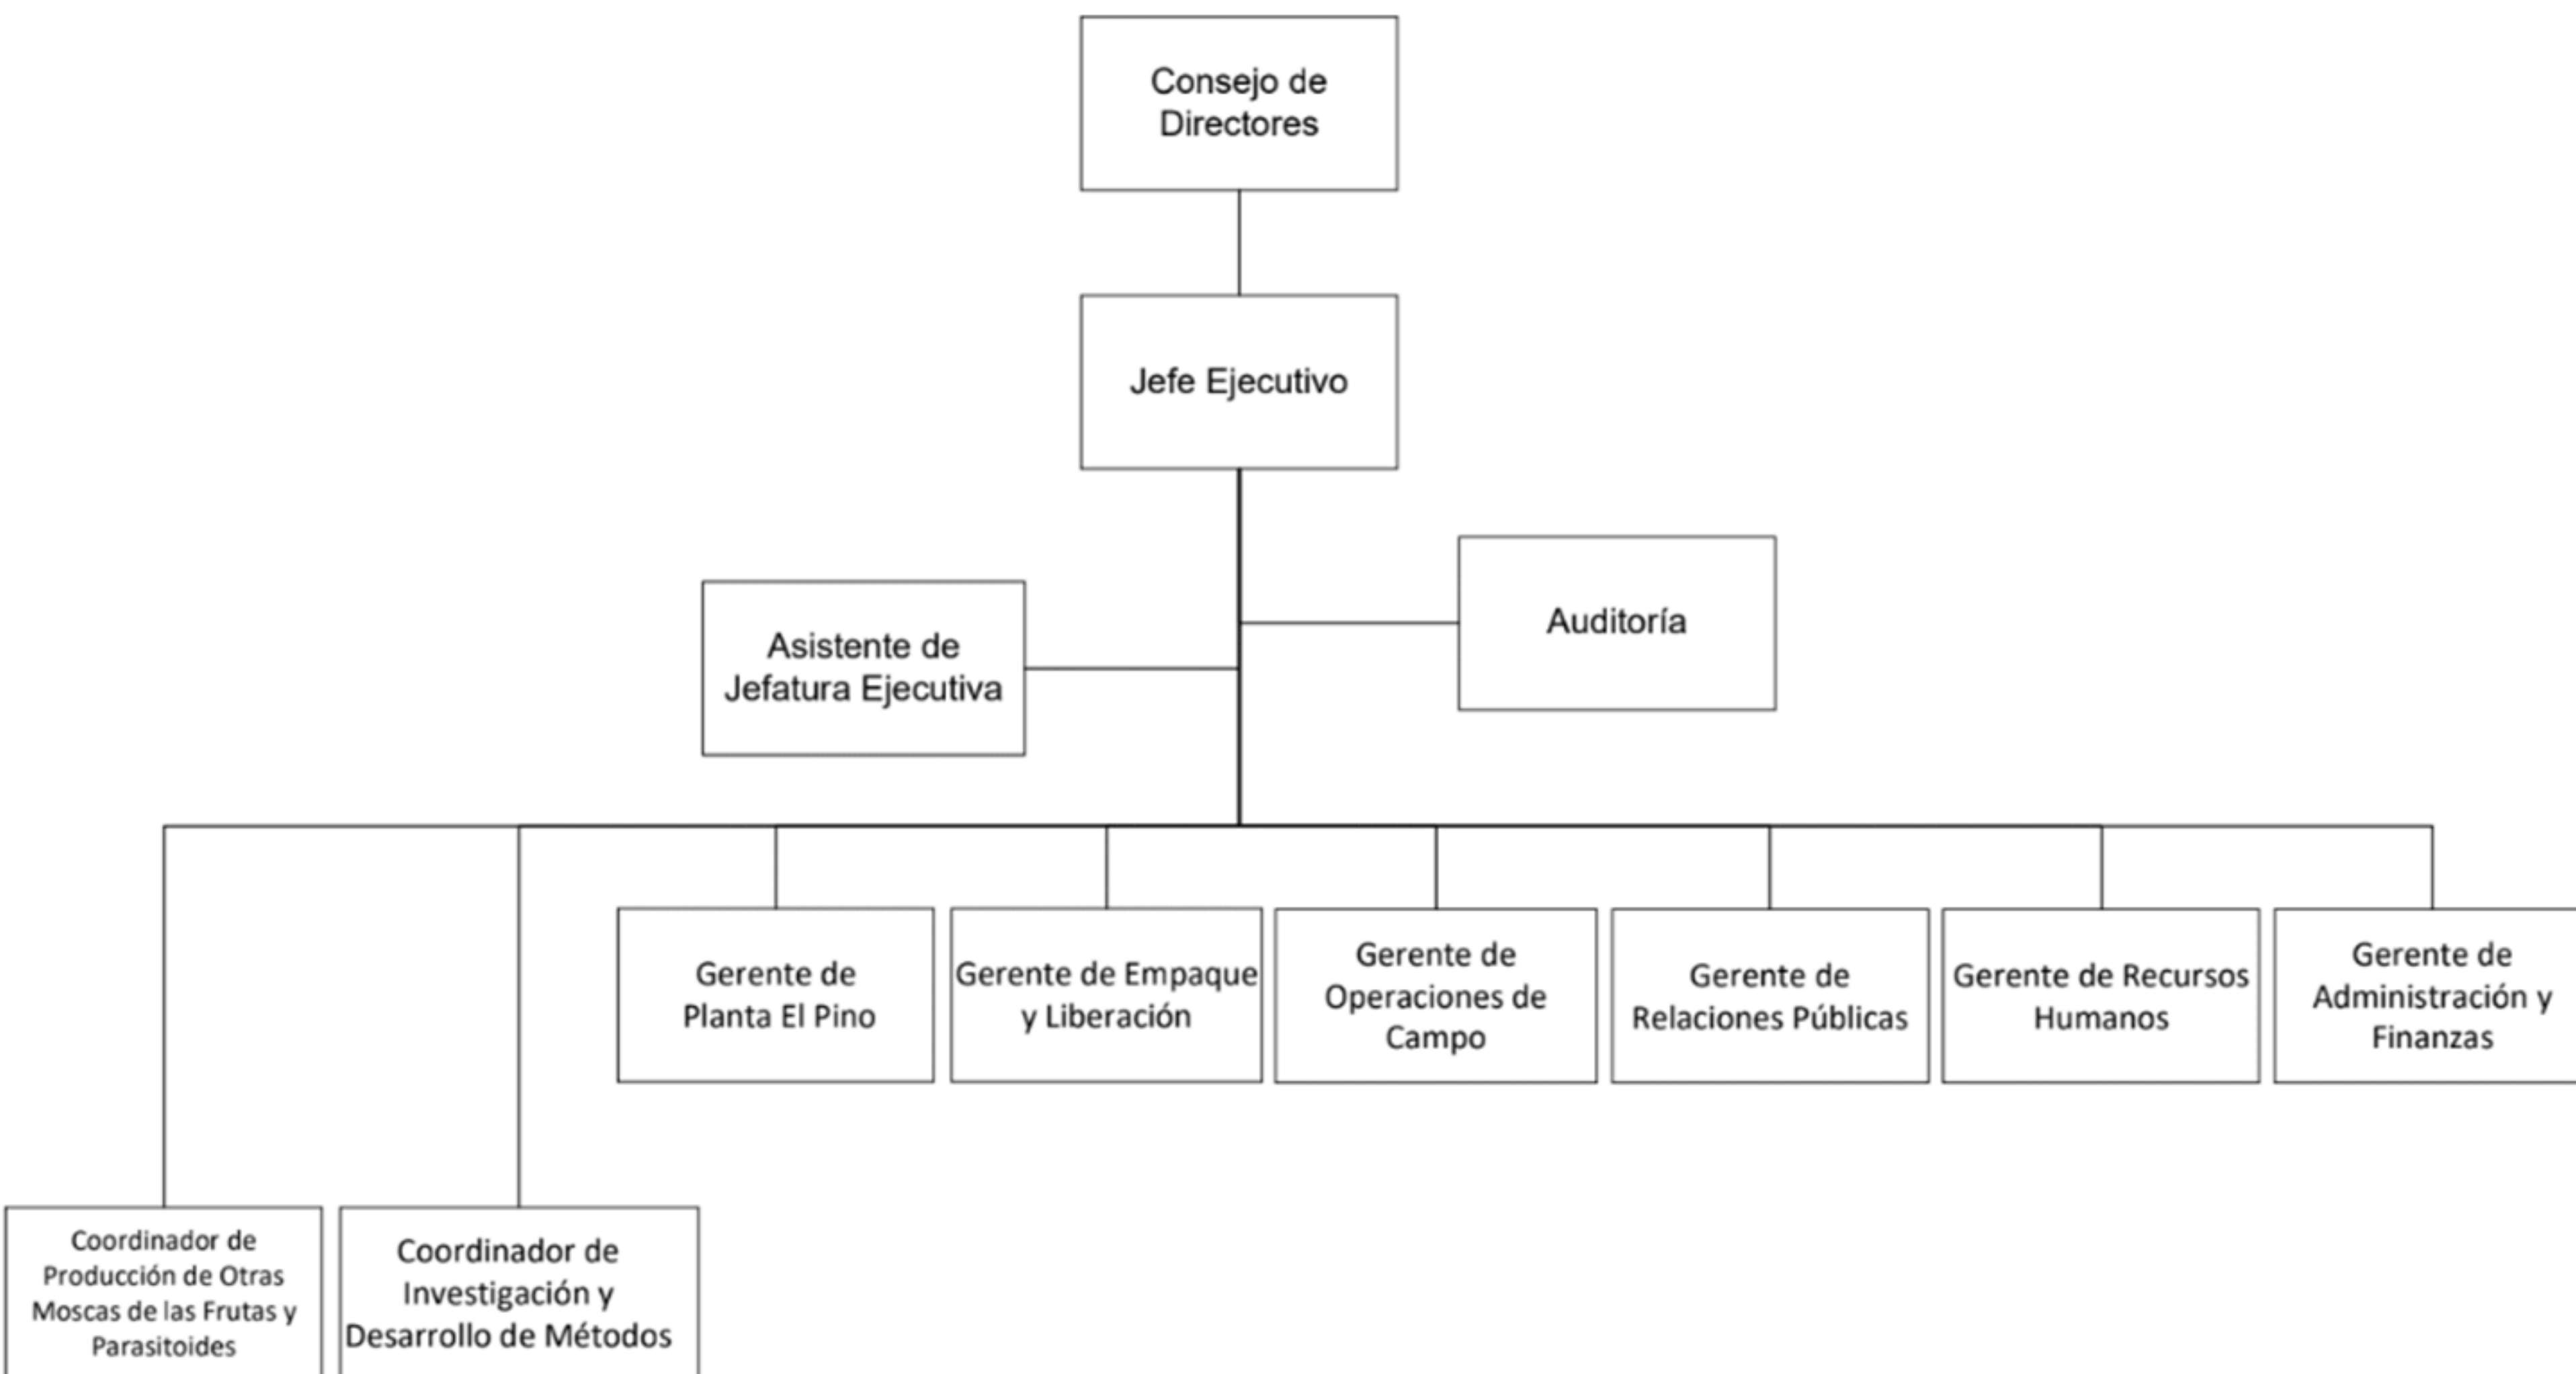 Consejo de
Directores
Jefe Ejecutivo
Auditoría
Asistente de
Jefatura Ejecutiva
Gerente de
Planta El Pino
Gerente de Empaque
y Liberación
Gerente de
Operaciones de
Campo
Gerente de
Relaciones Públicas
Gerente de Recursos
Humanos
Gerente de
Administración y
Finanzas
Coordinador de
Producción de Otras
Moscas de las Frutas y
Parasitoides
Coordinador de
Investigación y
Desarrollo de Métodos